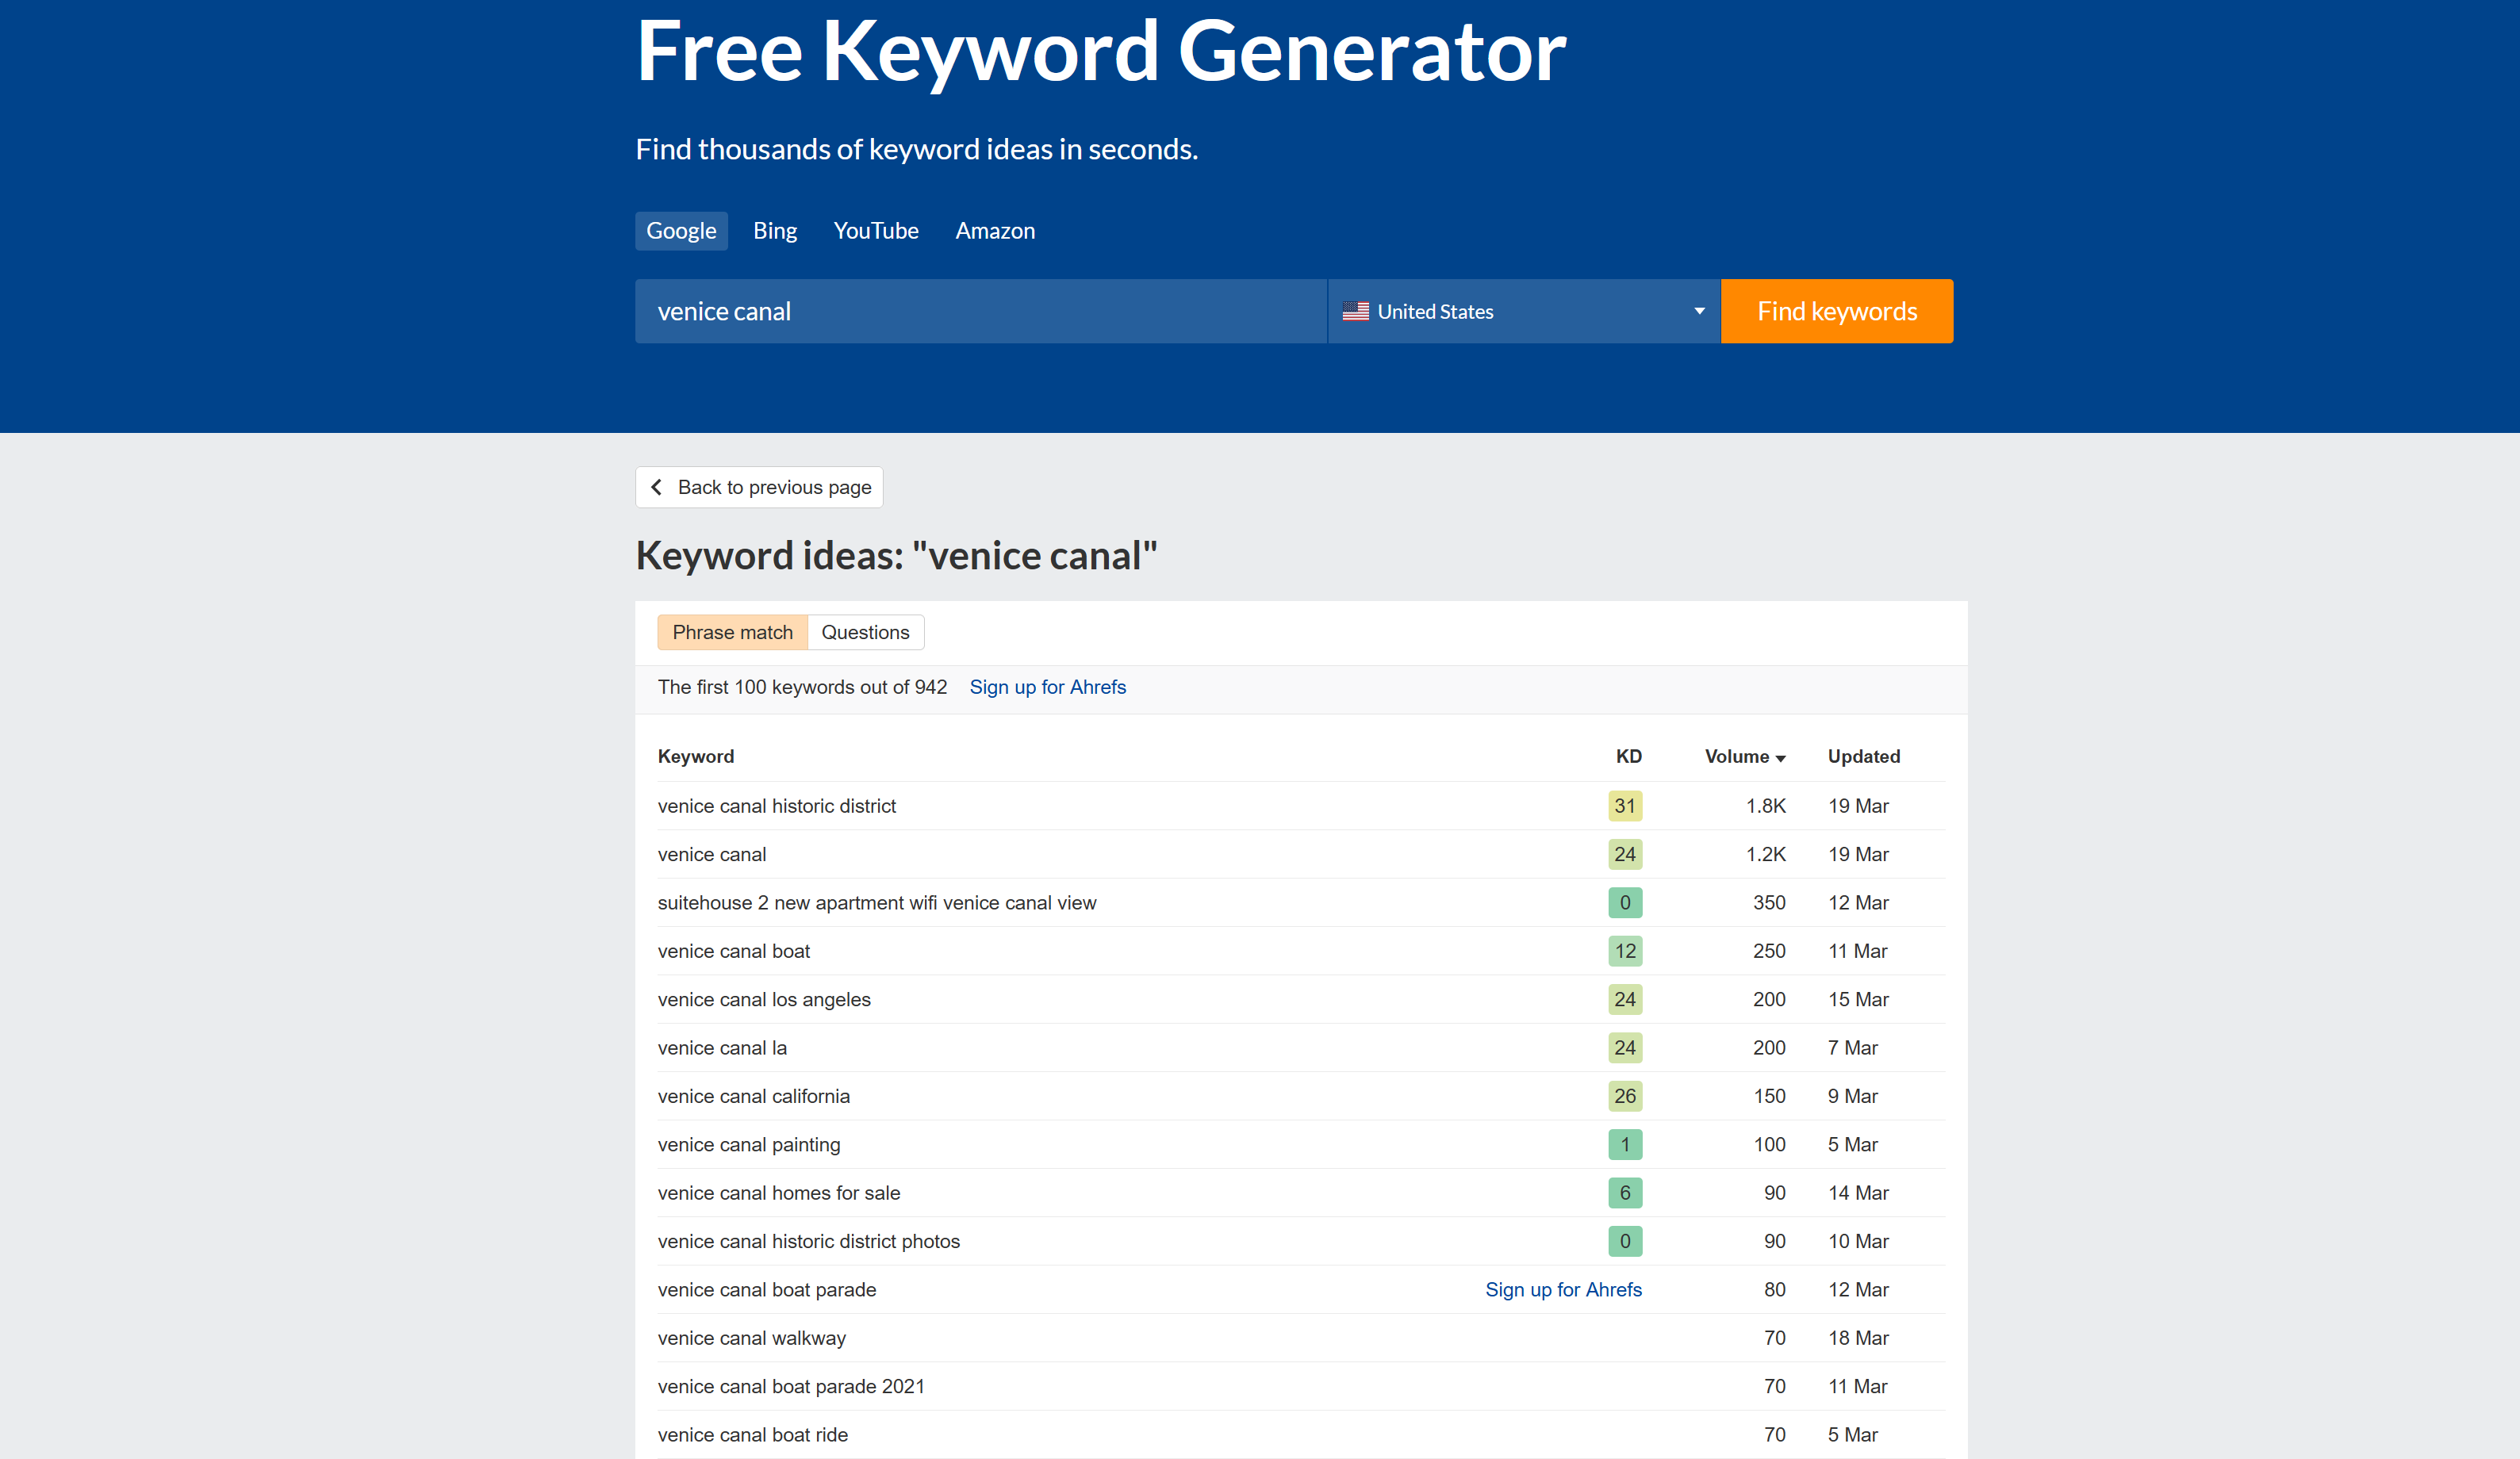 Free Keyword Generator
Find thousands of keyword ideas in seconds.
Google Bing YouTube Amazon
venice canal United States Find keywords
Back to previous page
Keyword ideas: "venice canal"
Phrase match Questions
The first 100 keywords out of 942 Sign up for Ahrefs
Keyword KD Volume Updated
venice canal historic district 31 1.8K 19 Mar
venice canal 24 1.2K 19 Mar
suitehouse 2 new apartment wifi venice canal view 0 350 12 Mar
venice canal boat 12 250 11 Mar
venice canal los angeles 24 200 15 Mar
venice canal la 24 200 7 Mar
venice canal california 26 150 9 Mar
venice canal painting 1 100 5 Mar
venice canal homes for sale 6 90 14 Mar
venice canal historic district photos 0 90 10 Mar
venice canal boat parade Sign up for Ahrefs 80 12 Mar
venice canal walkway 70 18 Mar
venice canal boat parade 2021 70 11 Mar
venice canal boat ride 70 5 Mar